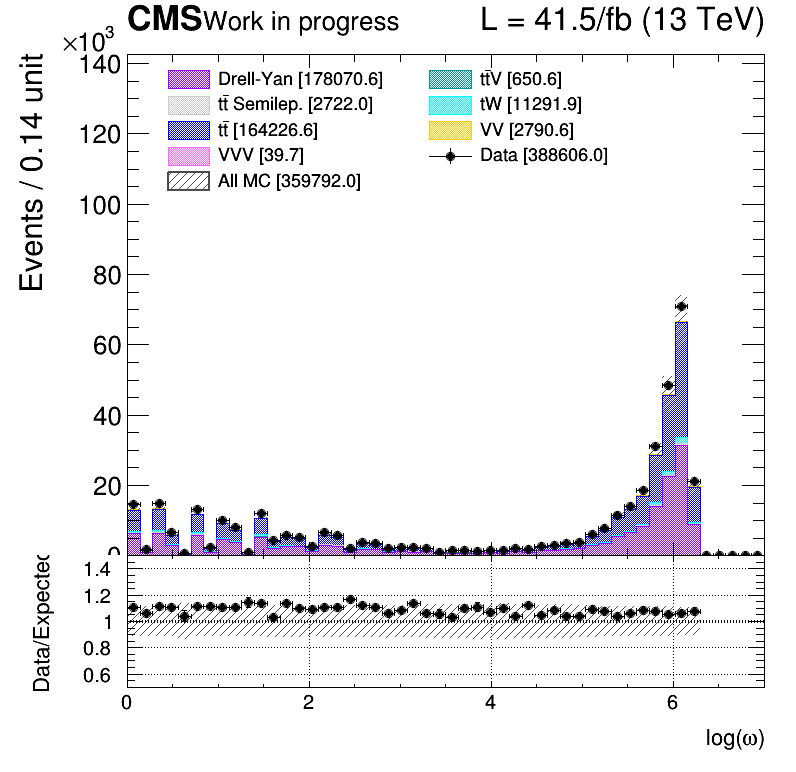 CMS Work in progress L = 41.5/fb (13 TeV)
×10³
Events / 0.14 unit
140
120
100
80
60
40
20
0
Drell-Yan [178070.6]
tt̄ Semilep. [2722.0]
tt̄ [164226.6]
VVV [39.7]
All MC [359792.0]
tt̄V [650.6]
tW [11291.9]
VV [2790.6]
Data [388606.0]
Data/Expected
1.4
1.2
1
0.8
0.6
0 2 4 6
log(ω)